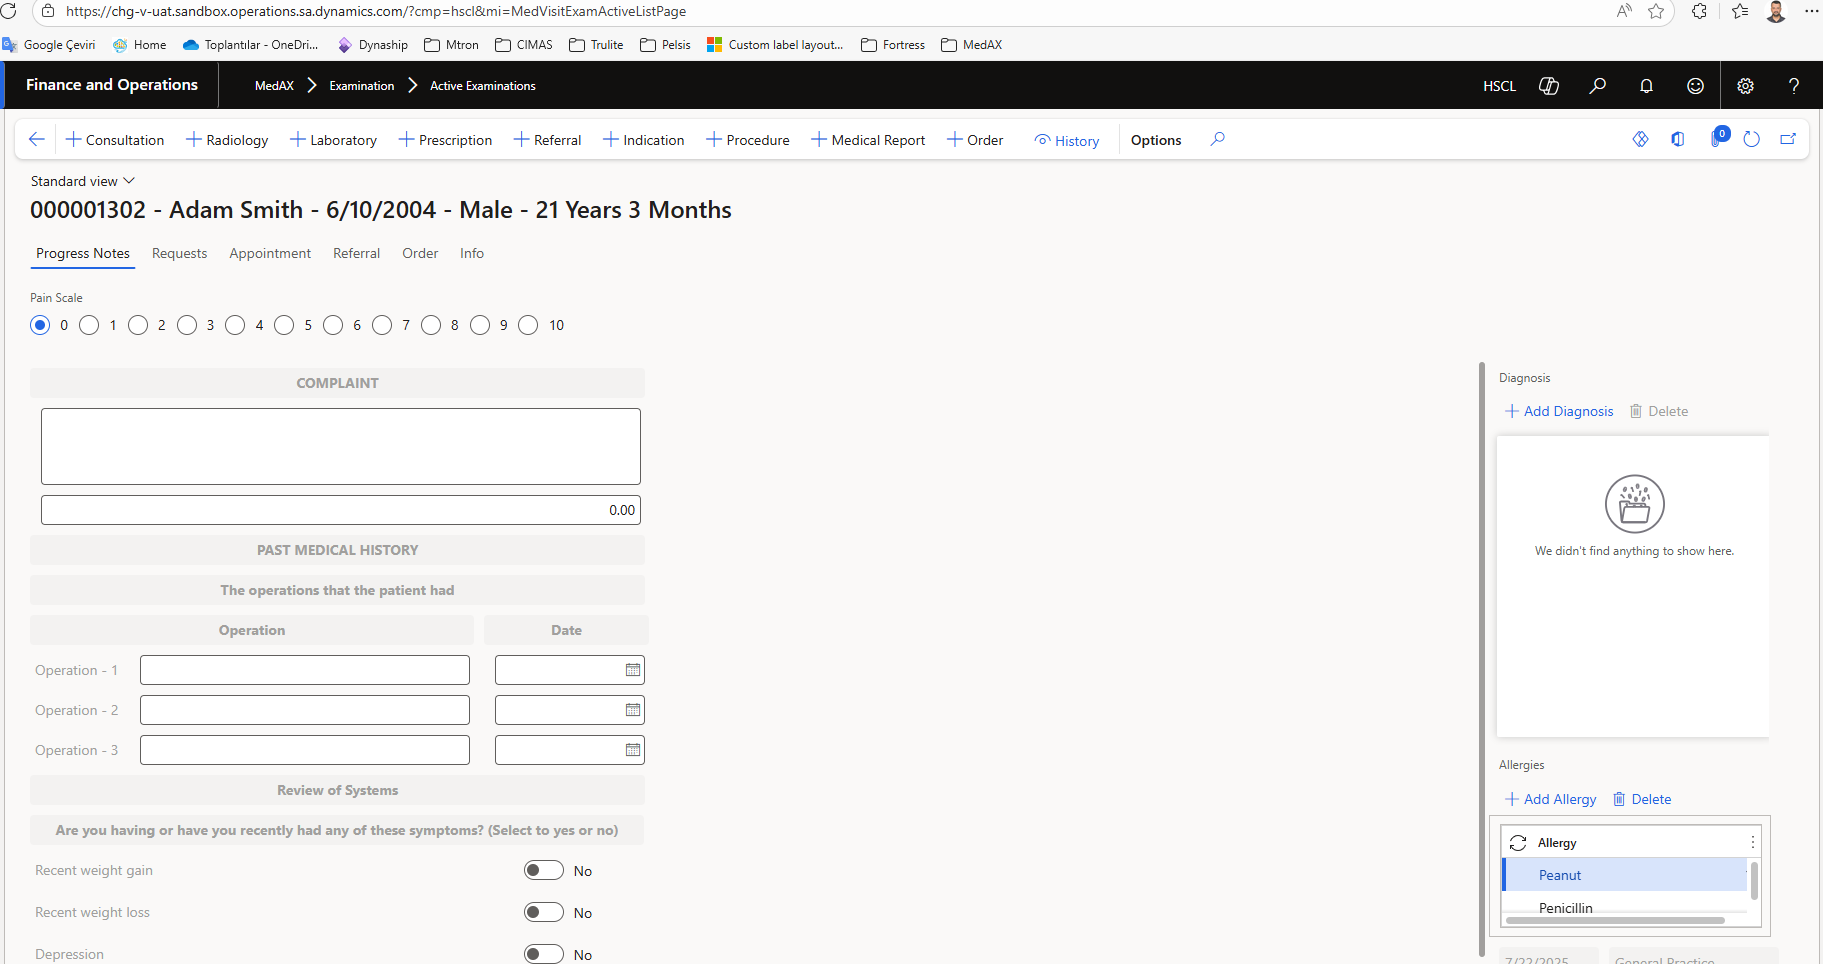 https://chg-v-uat.sandbox.operations.sa.dynamics.com/?cmp=hscl&mi=MedVisitExamActiveListPage
Google Çeviri Home Toplantılar - OneDri... Dynaship Mtron CIMAS Trulite Pelsis Custom label layout... Fortress MedAX
Finance and Operations MedAX Examination Active Examinations HSCL
Consultation Radiology Laboratory Prescription Referral Indication Procedure Medical Report Order History Options 0
Standard view
000001302 - Adam Smith - 6/10/2004 - Male - 21 Years 3 Months
Progress Notes Requests Appointment Referral Order Info
Pain Scale
0 1 2 3 4 5 6 7 8 9 10
COMPLAINT
0.00
PAST MEDICAL HISTORY
The operations that the patient had
Operation Date
Operation - 1
Operation - 2
Operation - 3
Review of Systems
Are you having or have you recently had any of these symptoms? (Select to yes or no)
Recent weight gain No
Recent weight loss No
Depression No
Diagnosis
Add Diagnosis Delete
We didn't find anything to show here.
Allergies
Add Allergy Delete
Allergy
Peanut
Penicillin
7/22/2025 General Practice